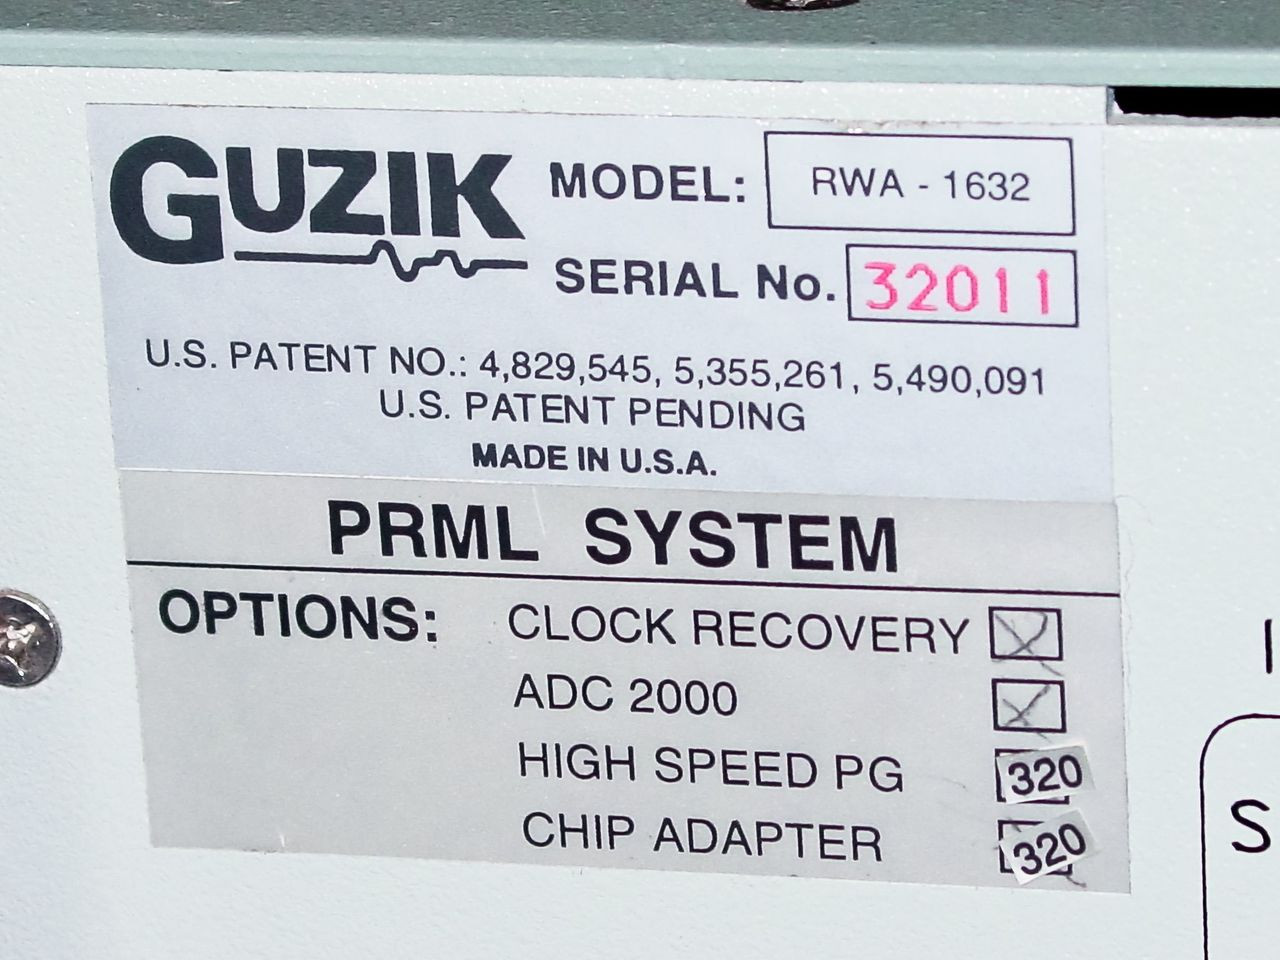 GUZIK MODEL: RWA - 1632
SERIAL No. 32011
U.S. PATENT NO.: 4,829,545, 5,355,261, 5,490,091
U.S. PATENT PENDING
MADE IN U.S.A.
PRML SYSTEM
OPTIONS: CLOCK RECOVERY
ADC 2000
HIGH SPEED PG 320
CHIP ADAPTER 320
S